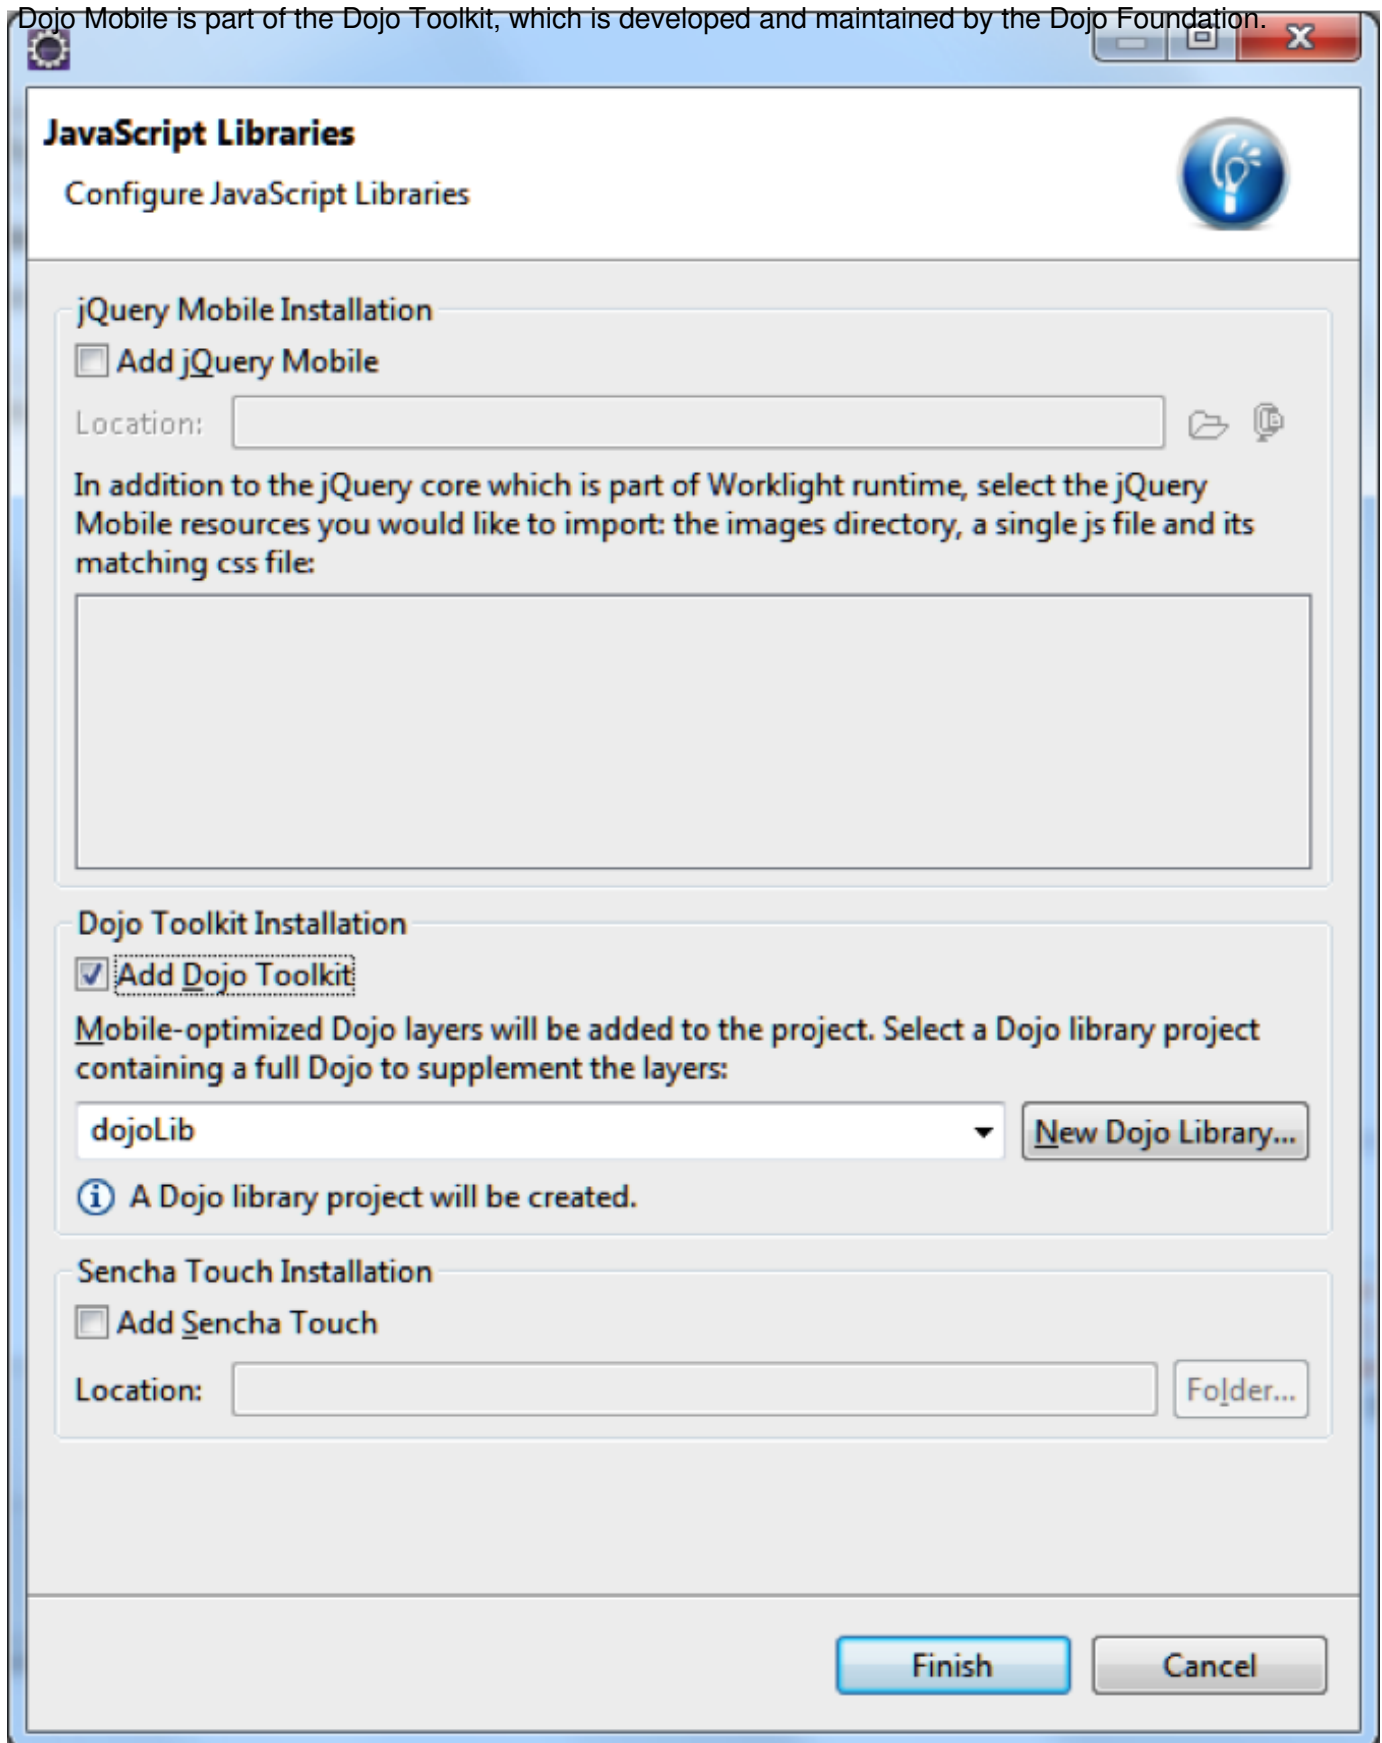 Dojo Mobile is part of the Dojo Toolkit, which is developed and maintained by the Dojo Foundation.
JavaScript Libraries
Configure JavaScript Libraries
jQuery Mobile Installation
Add jQuery Mobile
Location:
In addition to the jQuery core which is part of Worklight runtime, select the jQuery
Mobile resources you would like to import: the images directory, a single js file and its
matching css file:
Dojo Toolkit Installation
Add Dojo Toolkit
Mobile-optimized Dojo layers will be added to the project. Select a Dojo library project
containing a full Dojo to supplement the layers:
dojoLib
New Dojo Library...
A Dojo library project will be created.
Sencha Touch Installation
Add Sencha Touch
Location:
Folder...
Finish
Cancel